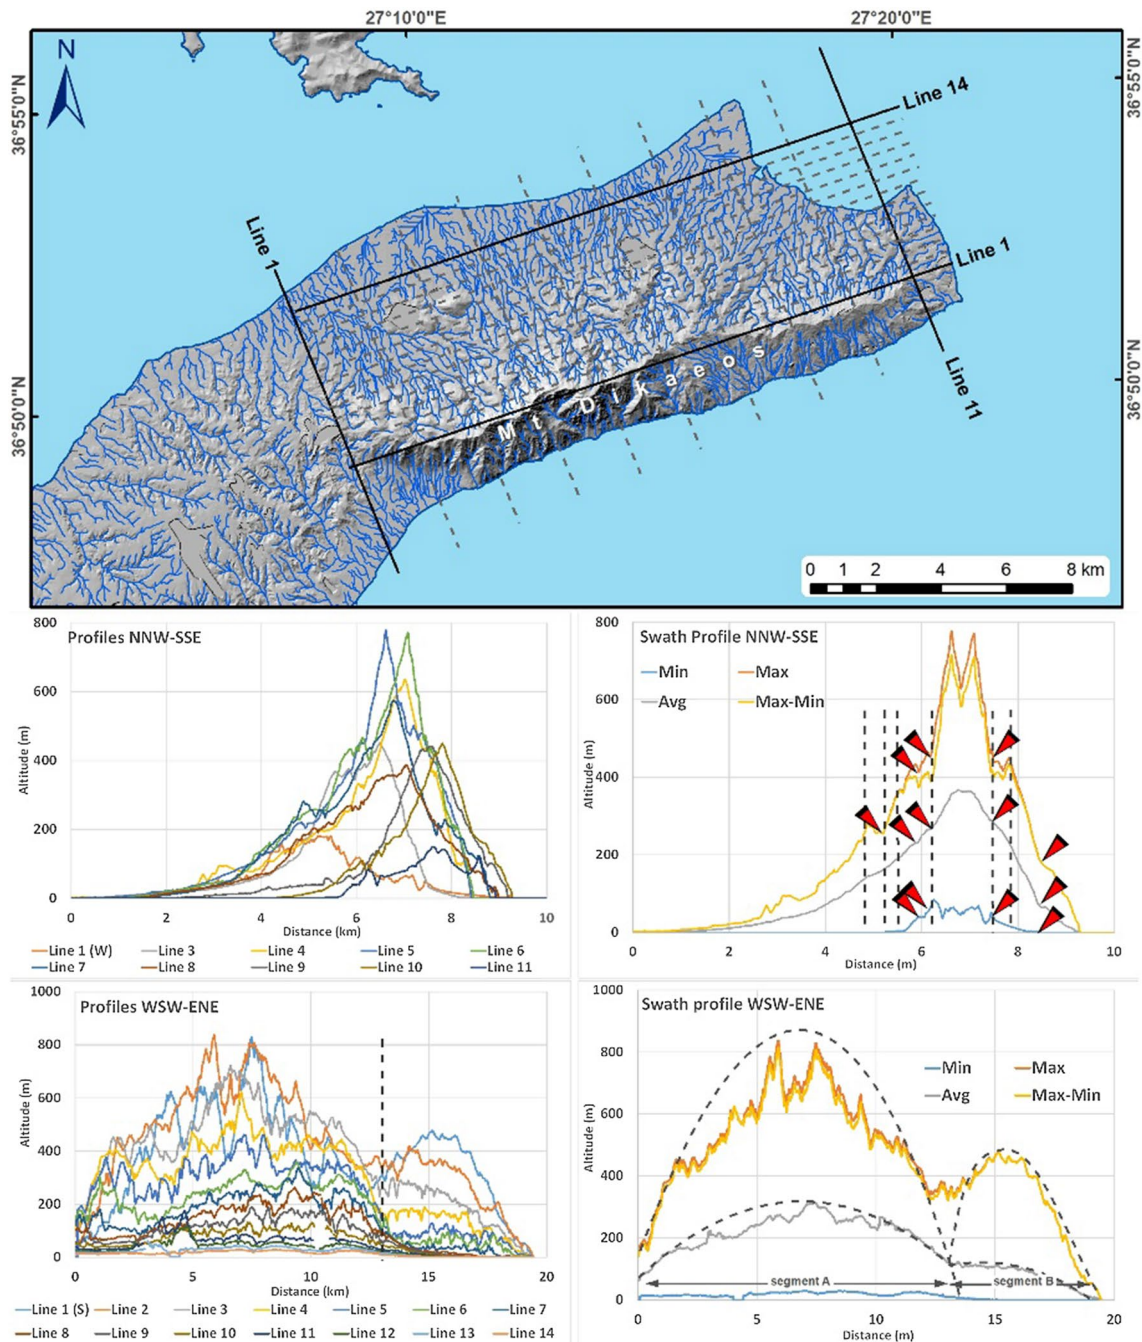 27°10'0"E
27°20'0"E
N
36°55'0"N
36°55'0"N
Line 14
Line 1
Line 1
Mt Dikaeos
Line 11
36°50'0"N
36°50'0"N
0 1 2 4 6 8 km
Profiles NNW-SSE
800
600
400
200
0
Altitude (m)
0 2 4 6 8 10
Distance (km)
Line 1 (W) Line 3 Line 4 Line 5 Line 6
Line 7 Line 8 Line 9 Line 10 Line 11
Swath Profile NNW-SSE
Min Max
Avg Max-Min
800
600
400
200
0
Altitude (m)
0 2 4 6 8 10
Distance (m)
Profiles WSW-ENE
1000
800
600
400
200
0
Altitude (m)
0 5 10 15 20
Distance (km)
Line 1 (S) Line 2 Line 3 Line 4 Line 5 Line 6 Line 7
Line 8 Line 9 Line 10 Line 11 Line 12 Line 13 Line 14
Swath profile WSW-ENE
Min Max
Avg Max-Min
1000
800
600
400
200
0
Altitude (m)
segment A segment B
0 5 10 15 20
Distance (m)